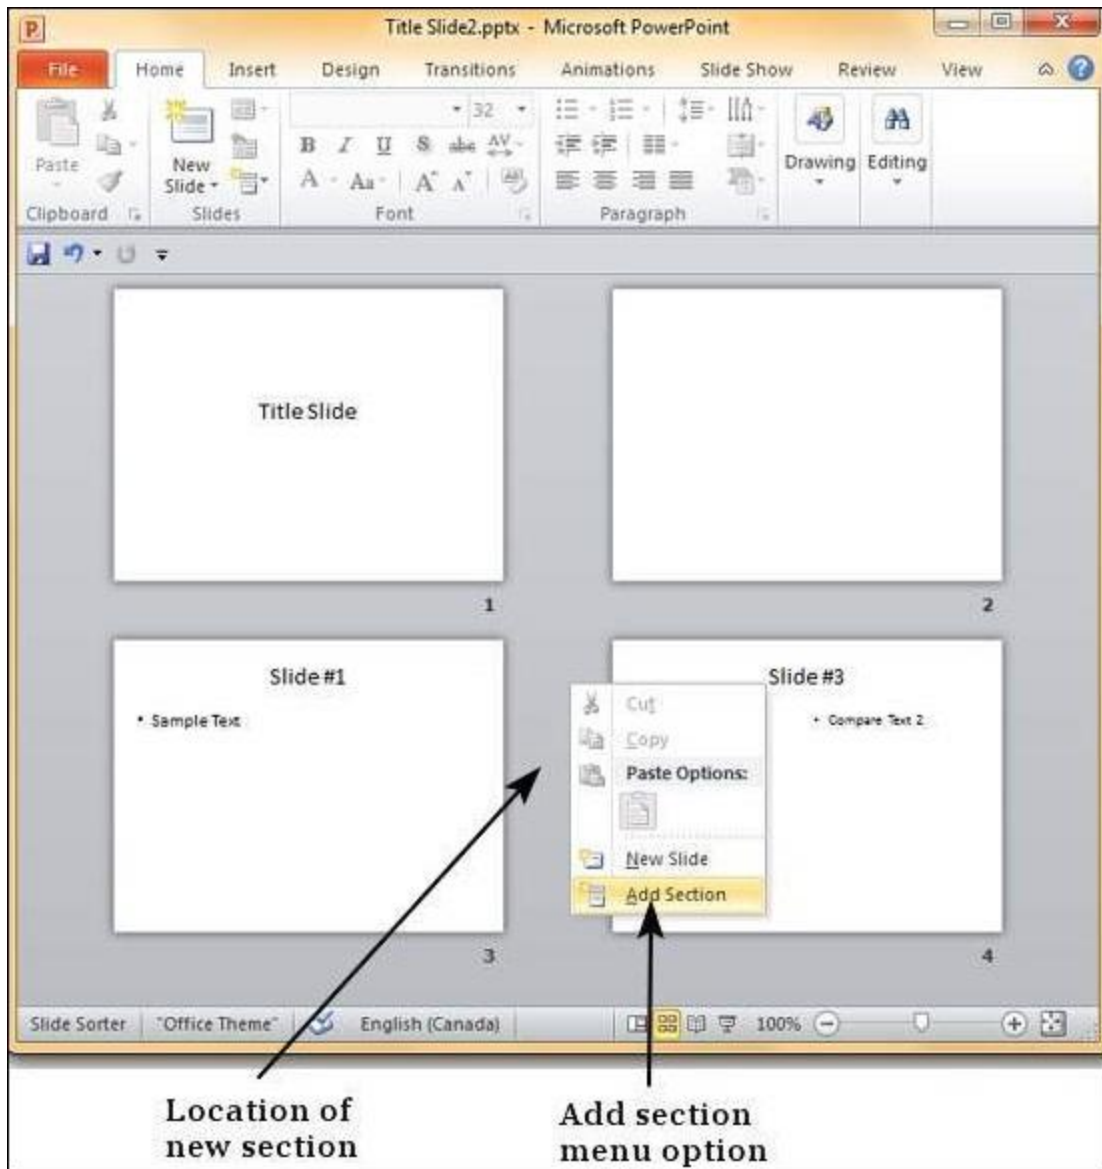 Title Slide2.pptx - Microsoft PowerPoint
File Home Insert Design Transitions Animations Slide Show Review View
32
B I U S abc AV
Paste New Slide Drawing Editing
A Aa A A
Clipboard Slides Font Paragraph
Title Slide
1 2
Slide #1
• Sample Text
Slide #3
• Compare Text 2
Cut
Copy
Paste Options:
New Slide
Add Section
3 4
Slide Sorter "Office Theme" English (Canada) 100%
Location of
new section
Add section
menu option